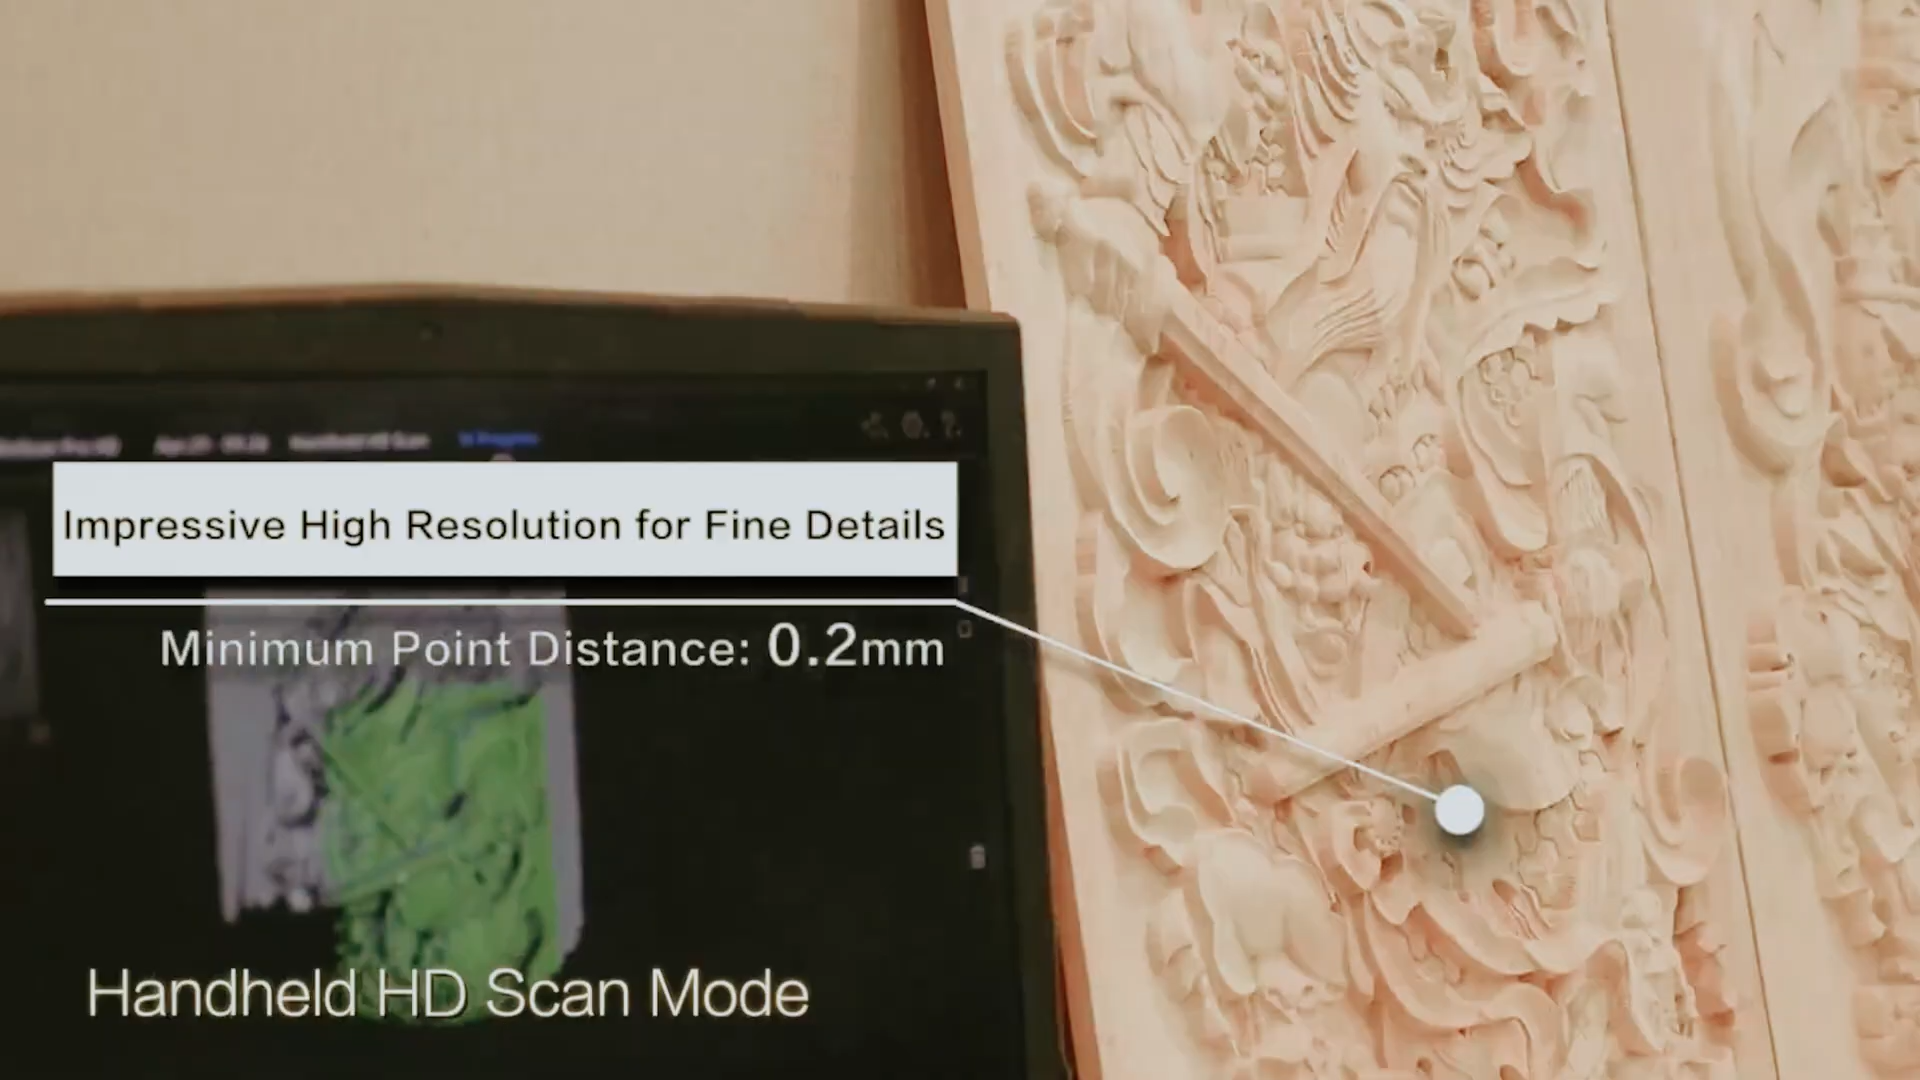 Impressive High Resolution for Fine Details
Minimum Point Distance: 0.2mm
Handheld HD Scan Mode